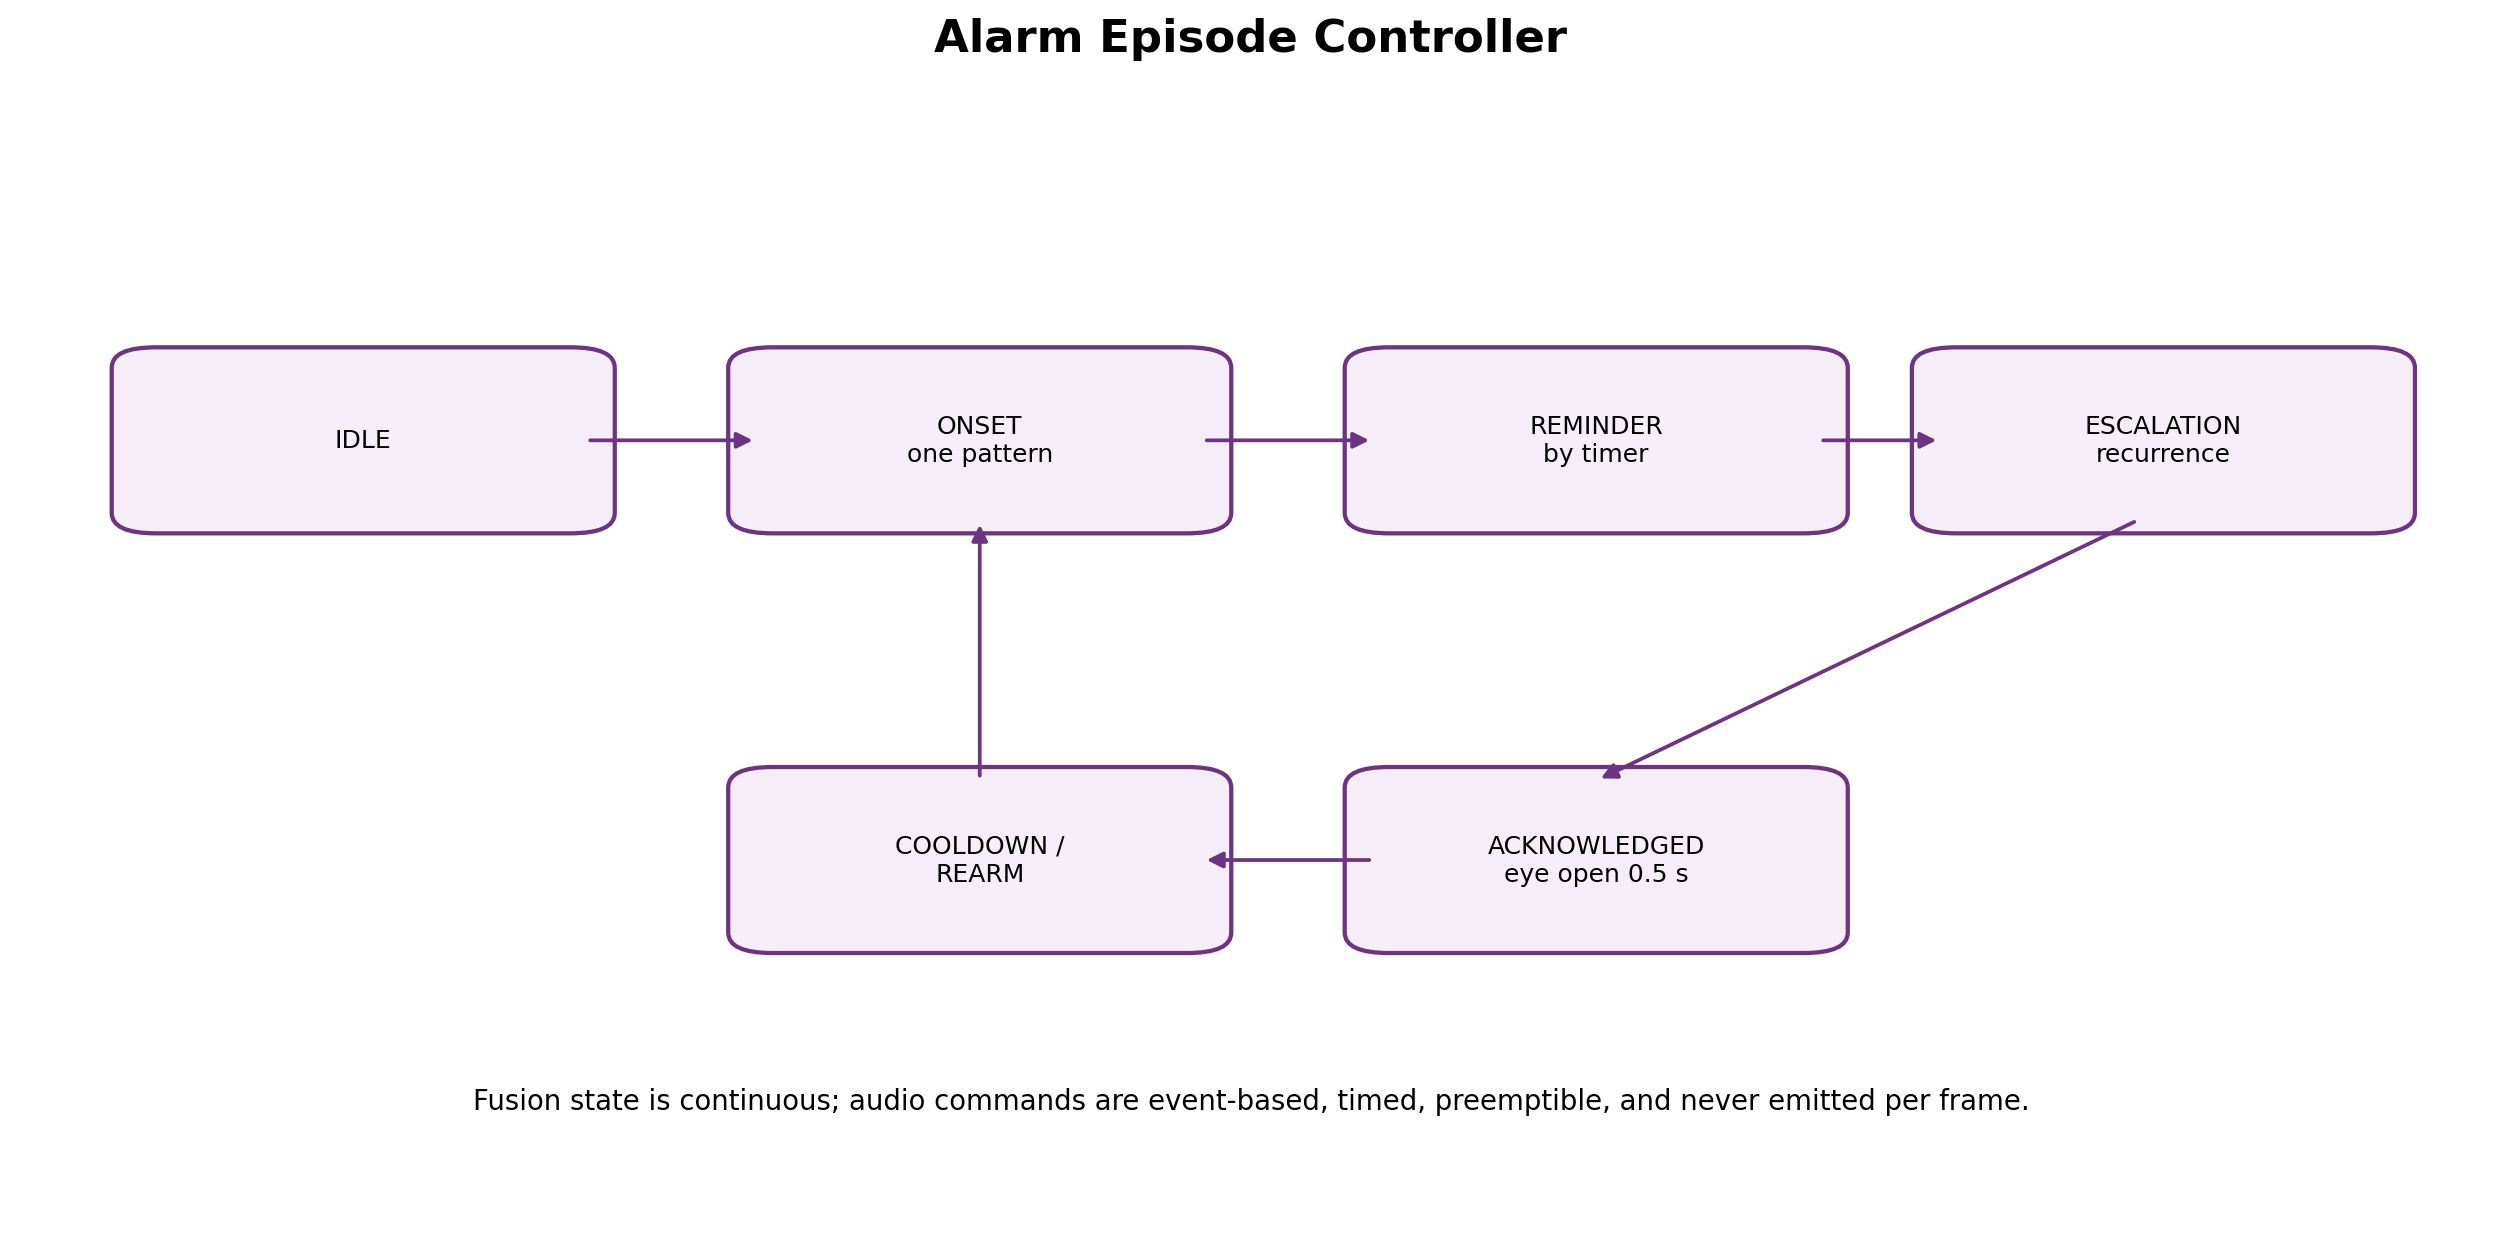 Alarm Episode Controller
IDLE
ONSET
one pattern
REMINDER
by timer
ESCALATION
recurrence
COOLDOWN /
REARM
ACKNOWLEDGED
eye open 0.5 s
Fusion state is continuous; audio commands are event-based, timed, preemptible, and never emitted per frame.